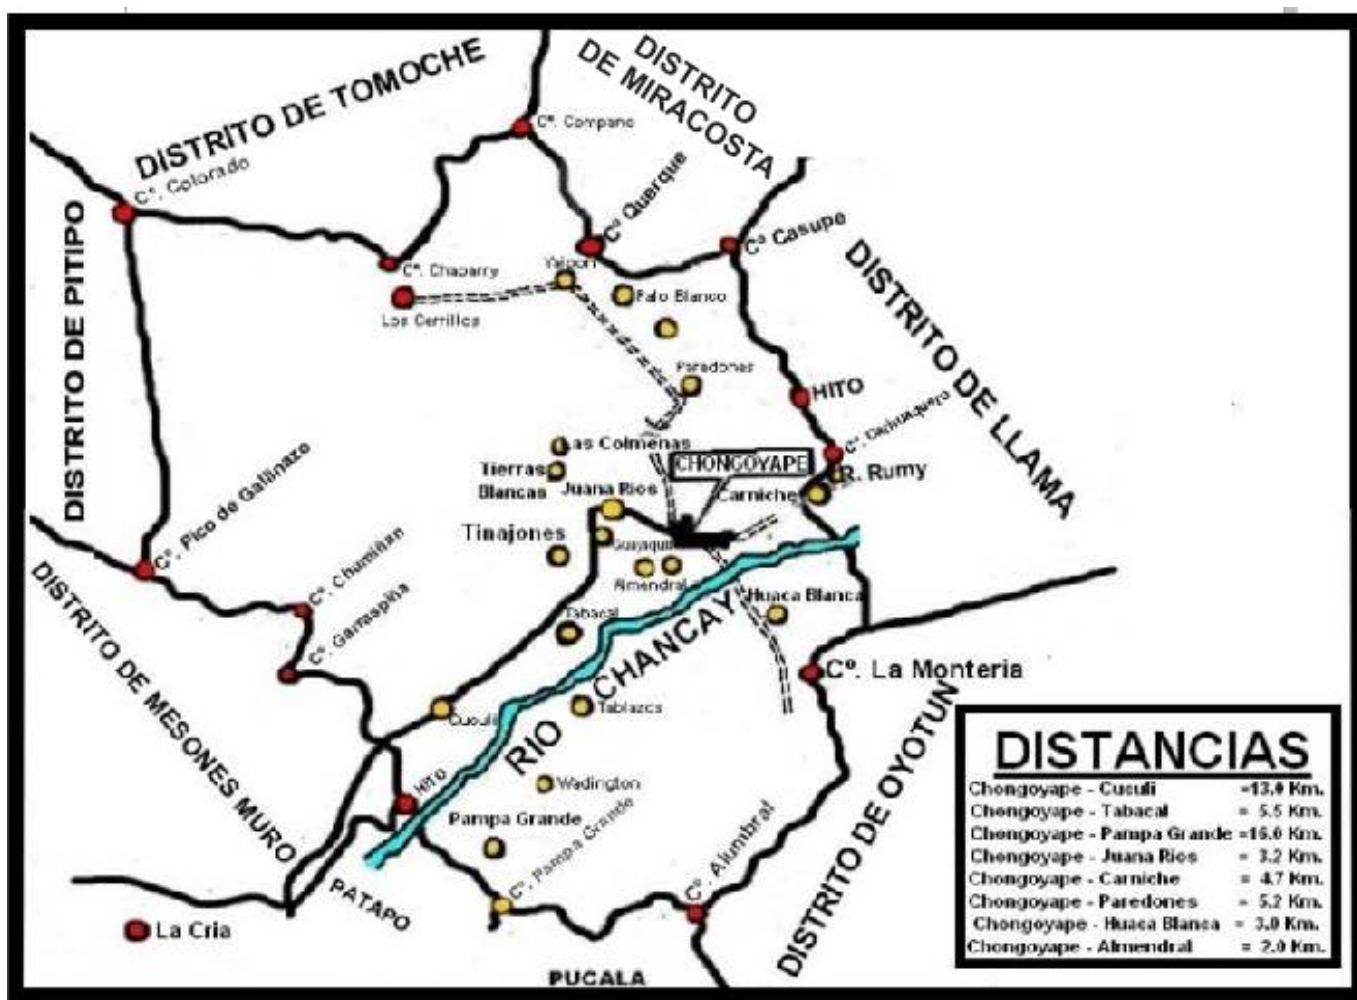 DISTRITO DE TOMOCHE
DISTRITO
DE MIRACOSTA
Cº. Compano
Cº. Colorado
Cº Querque
Cº Casupe
Cº. Chaparry
Yaipon
Palo Blanco
Los Cerrillos
DISTRITO DE PITIPO
DISTRITO DE LLAMA
Paredones
HITO
Las Colmenas
CHONGOYAPE
R. Rumy
Tierras
Blancas
Juana Rios
Carniche
Cº. Pico de Gallinazo
Tinajones
Cº. Chumiñan
Almendral
Huaca Blanca
Tabacal
Cº. Garraspiña
DISTRITO DE MESONES MURO
RIO CHANCAY
Cº. La Monteria
Cuculi
Tablazos
HITO
Wadington
Pampa Grande
Cº. Pampa Grande
Cº. Alumbral
DISTRITO DE OYOTUN
PATAPO
La Cria
PUCALA
DISTANCIAS
Chongoyape - Cuculi =13.0 Km.
Chongoyape - Tabacal = 5.5 Km.
Chongoyape - Pampa Grande =16.0 Km.
Chongoyape - Juana Rios = 3.2 Km.
Chongoyape - Carniche = 4.7 Km.
Chongoyape - Paredones = 5.2 Km.
Chongoyape - Huaca Blanca = 3.0 Km.
Chongoyape - Almendral = 2.0 Km.